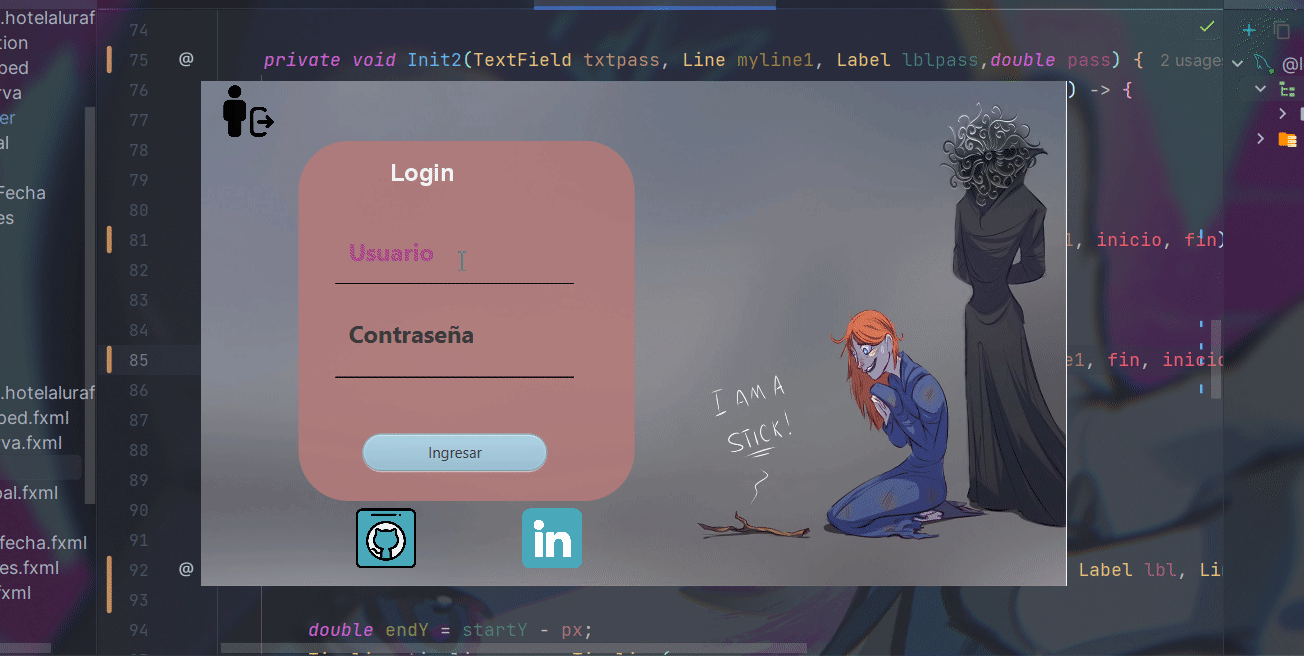 .hotelaluraf
tion
ped
rva
er
al
Fecha
es
.hotelaluraf
ped.fxml
va.fxml
pal.fxml
fecha.fxml
es.fxml
fxml
74
75 @ private void Init2(TextField txtpass, Line myline1, Label lblpass,double pass) { 2 usages
76 ) -> {
77
78
79
80
81 1, inicio, fin)
82
83
84
85 e1, fin, inicio
86
87
88
89
90
91
92 @ Label lbl, Li
93
94 double endY = startY - px;
Login
Usuario
Contraseña
Ingresar
in
I AM A
STICK!